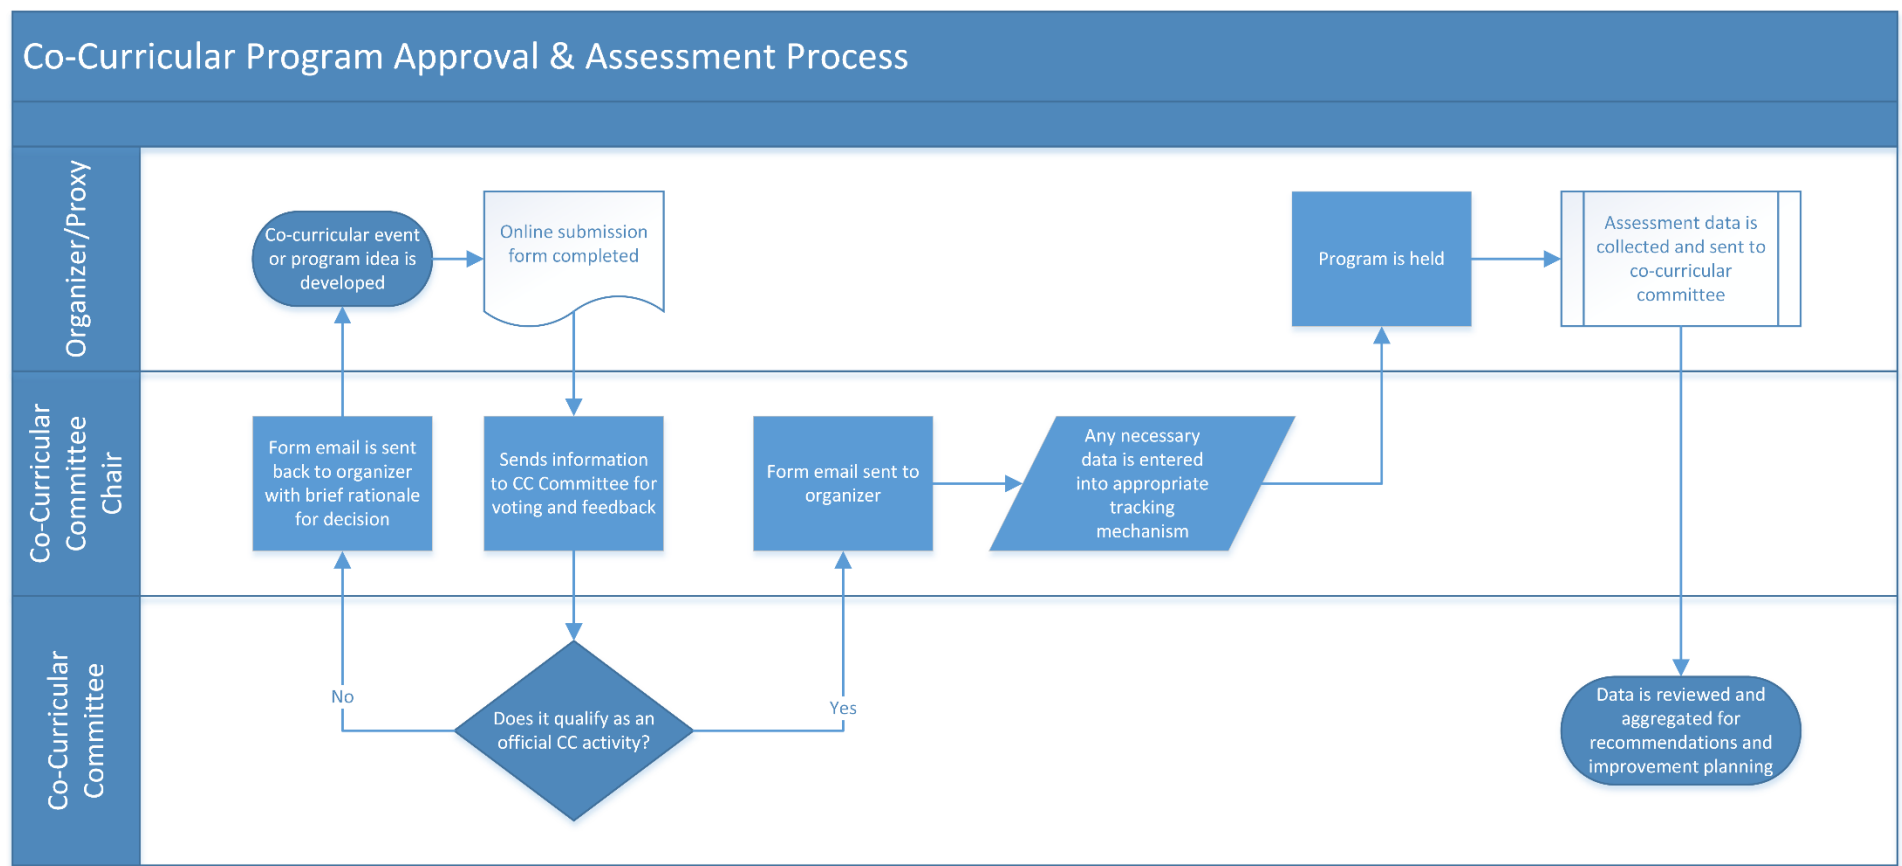 Co-Curricular Program Approval & Assessment Process
Organizer/Proxy
Co-curricular event
or program idea is
developed
Online submission
form completed
Program is held
Assessment data is
collected and sent to
co-curricular
committee
Co-Curricular
Committee
Chair
Form email is sent
back to organizer
with brief rationale
for decision
Sends information
to CC Committee for
voting and feedback
Form email sent to
organizer
Any necessary
data is entered
into appropriate
tracking
mechanism
Co-Curricular
Committee
No
Does it qualify as an
official CC activity?
Yes
Data is reviewed and
aggregated for
recommendations and
improvement planning